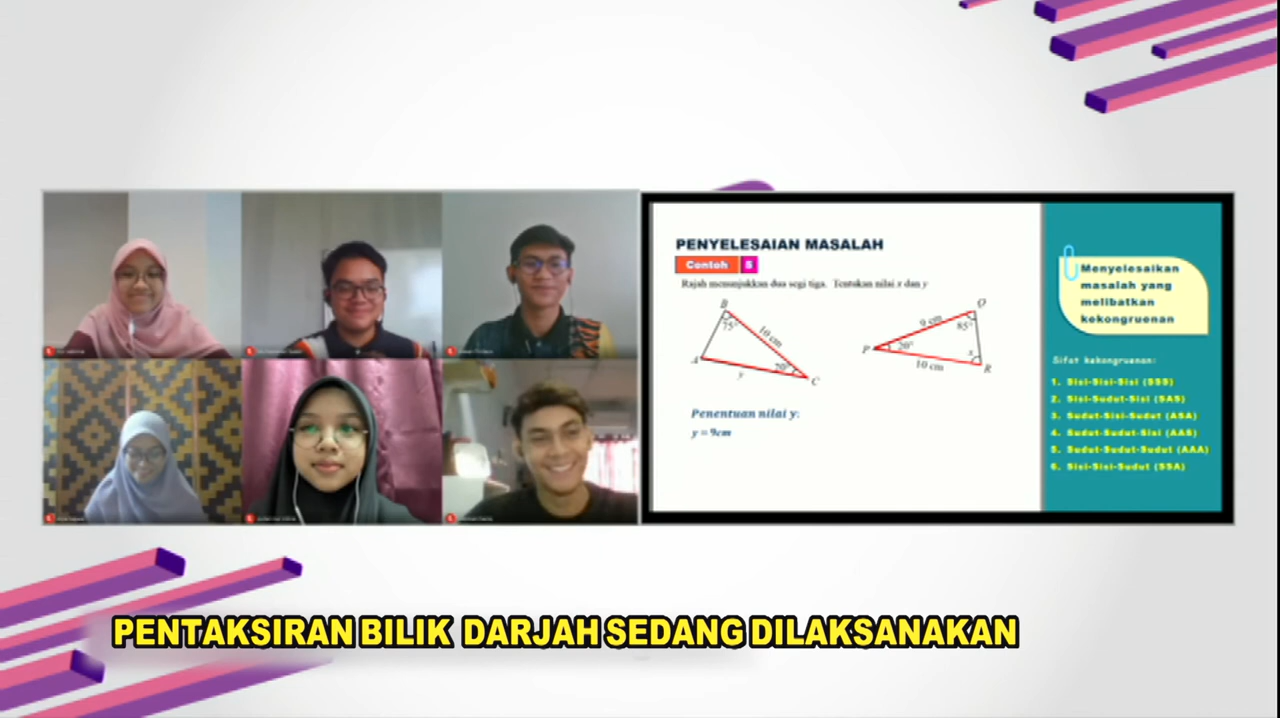 PENYELESAIAN MASALAH
Contoh 5
Rajah menunjukkan dua segi tiga. Tentukan nilai x dan y
B
75°
10 cm
A
y
20°
C
Q
9 cm
85°
P
20°
x
10 cm
R
Penentuan nilai y:
y = 9cm
Menyelesaikan
masalah yang
melibatkan
kekongruenan
Sifat kekongruenan:
1. Sisi-Sisi-Sisi (SSS)
2. Sisi-Sudut-Sisi (SAS)
3. Sudut-Sisi-Sudut (ASA)
4. Sudut-Sudut-Sisi (AAS)
5. Sudut-Sudut-Sudut (AAA)
6. Sisi-Sisi-Sudut (SSA)
PENTAKSIRAN BILIK DARJAH SEDANG DILAKSANAKAN